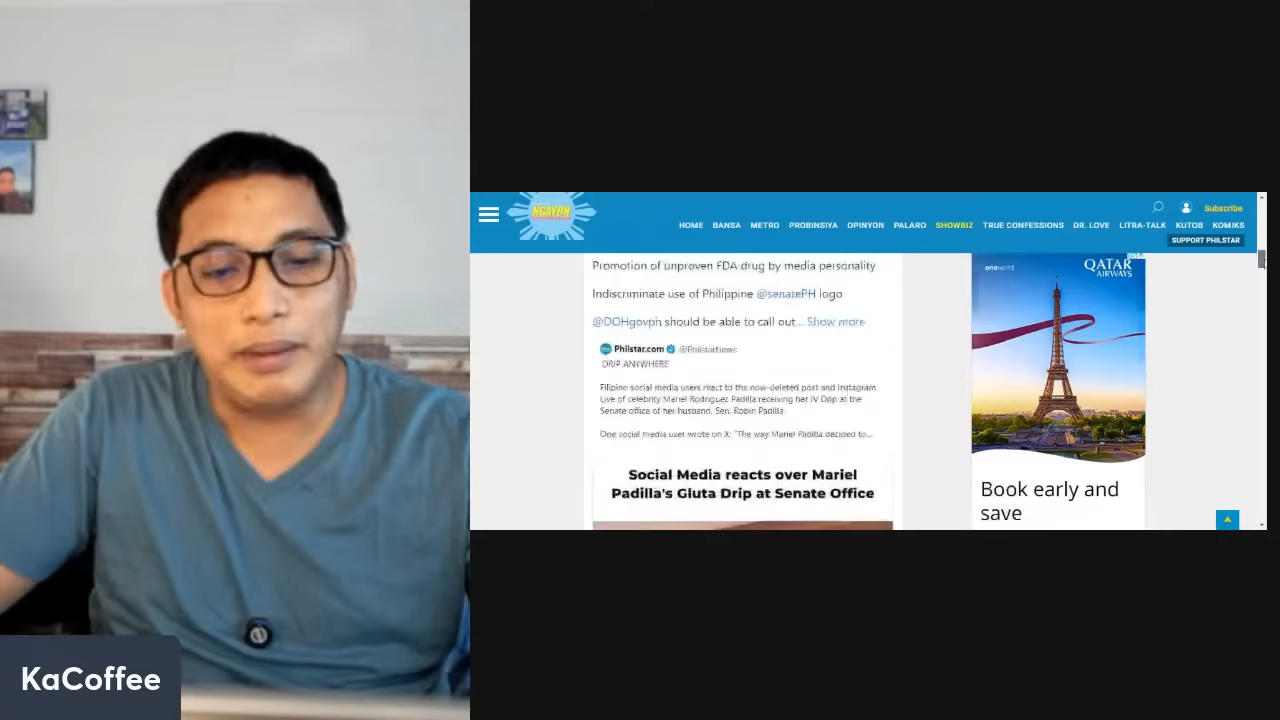 NGAYON
Subscribe
HOME BANSA METRO PROBINSIYA OPINYON PALARO SHOWBIZ TRUE CONFESSIONS DR. LOVE LITRA-TALK KUTOB KOMIKS
SUPPORT PHILSTAR
Promotion of unproven FDA drug by media personality
Indiscriminate use of Philippine @senatePH logo
@DOHgovph should be able to call out... Show more
Philstar.com @PhilstarNews
DRIP ANYWHERE
Filipino social media users react to the now-deleted post and Instagram
Live of celebrity Mariel Rodriguez Padilla receiving her IV Drip at the
Senate office of her husband, Sen. Robin Padilla.
One social media user wrote on X: "The way Mariel Padilla decided to...
Social Media reacts over Mariel
Padilla's Gluta Drip at Senate Office
oneworld
QATAR
AIRWAYS
Book early and
save
KaCoffee